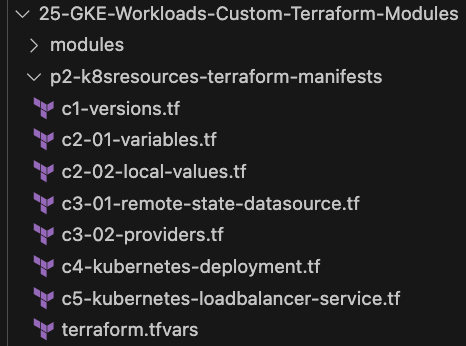 25-GKE-Workloads-Custom-Terraform-Modules
modules
p2-k8sresources-terraform-manifests
c1-versions.tf
c2-01-variables.tf
c2-02-local-values.tf
c3-01-remote-state-datasource.tf
c3-02-providers.tf
c4-kubernetes-deployment.tf
c5-kubernetes-loadbalancer-service.tf
terraform.tfvars